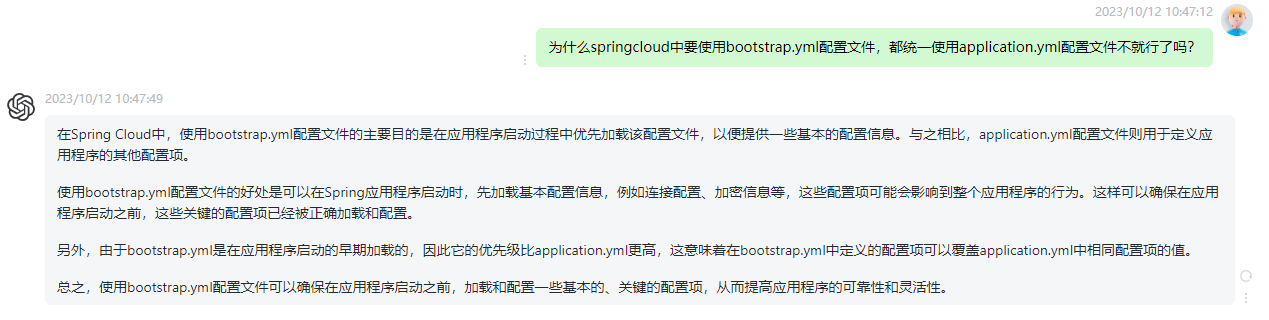 2023/10/12 10:47:12
为什么springcloud中要使用bootstrap.yml配置文件，都统一使用application.yml配置文件不就行了吗？
2023/10/12 10:47:49
在Spring Cloud中，使用bootstrap.yml配置文件的主要目的是在应用程序启动过程中优先加载该配置文件，以便提供一些基本的配置信息。与之相比，application.yml配置文件则用于定义应
用程序的其他配置项。
使用bootstrap.yml配置文件的好处是可以在Spring应用程序启动时，先加载基本配置信息，例如连接配置、加密信息等，这些配置项可能会影响到整个应用程序的行为。这样可以确保在应用
程序启动之前，这些关键的配置项已经被正确加载和配置。
另外，由于bootstrap.yml是在应用程序启动的早期加载的，因此它的优先级比application.yml更高，这意味着在bootstrap.yml中定义的配置项可以覆盖application.yml中相同配置项的值。
总之，使用bootstrap.yml配置文件可以确保在应用程序启动之前，加载和配置一些基本的、关键的配置项，从而提高应用程序的可靠性和灵活性。